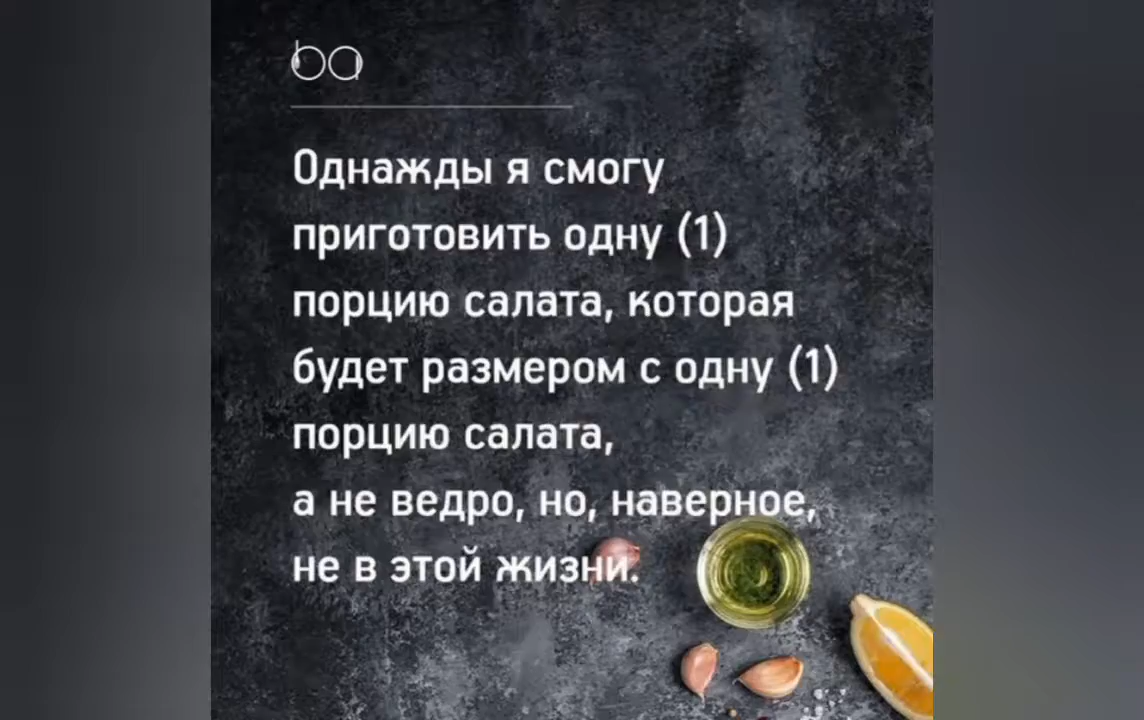 ba
Однажды я смогу
приготовить одну (1)
порцию салата, которая
будет размером с одну (1)
порцию салата,
а не ведро, но, наверное,
не в этой жизни.